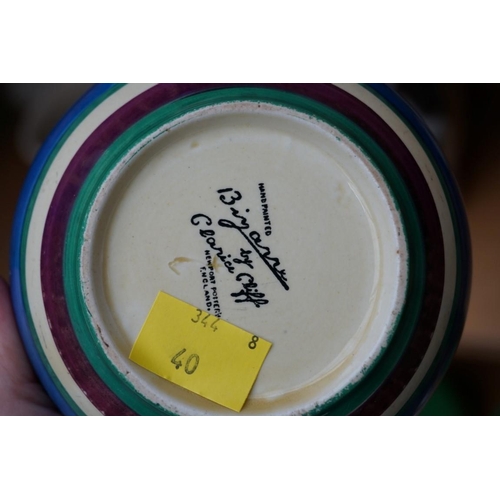 HAND PAINTED
Bizarre
by
Clarice Cliff
NEWPORT POTTERY
ENGLAND.
8
344
40